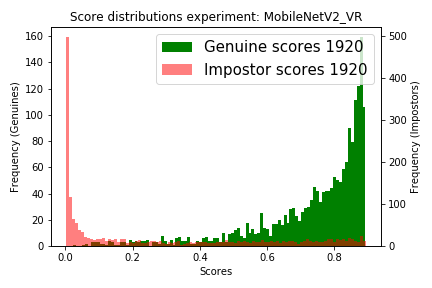 Score distributions experiment: MobileNetV2_VR
Genuine scores 1920
Impostor scores 1920
Frequency (Genuines)
160
140
120
100
80
60
40
20
0
Frequency (Impostors)
500
400
300
200
100
0
0.0 0.2 0.4 0.6 0.8
Scores